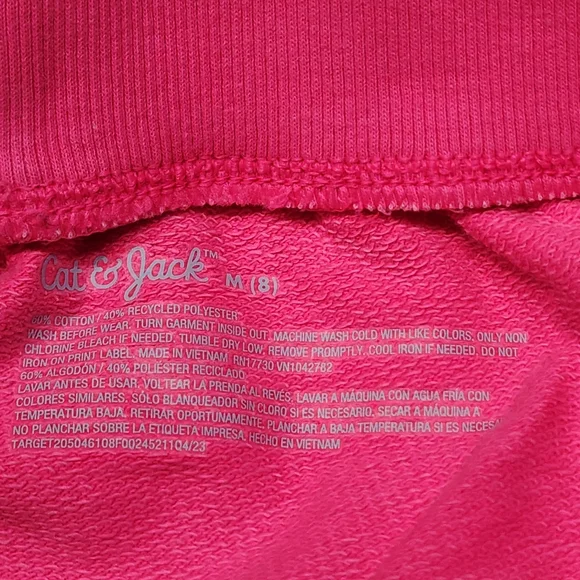 Cat & Jack™ M (8)
60% COTTON / 40% RECYCLED POLYESTER
WASH BEFORE WEAR. TURN GARMENT INSIDE OUT. MACHINE WASH COLD WITH LIKE COLORS, ONLY NON
CHLORINE BLEACH IF NEEDED. TUMBLE DRY LOW. REMOVE PROMPTLY. COOL IRON IF NEEDED. DO NOT
IRON ON PRINT LABEL. MADE IN VIETNAM RN17730 VN1042782
60% ALGODÓN / 40% POLIÉSTER RECICLADO
LAVAR ANTES DE USAR. VOLTEAR LA PRENDA AL REVÉS, LAVAR A MÁQUINA CON AGUA FRÍA CON
COLORES SIMILARES. SÓLO BLANQUEADOR SIN CLORO SI ES NECESARIO. SECAR A MÁQUINA A
TEMPERATURA BAJA. RETIRAR OPORTUNAMENTE. PLANCHAR A BAJA TEMPERATURA SI ES
NO PLANCHAR SOBRE LA ETIQUETA IMPRESA. HECHO EN VIETNAM
TARGET205046108F0024521104/23